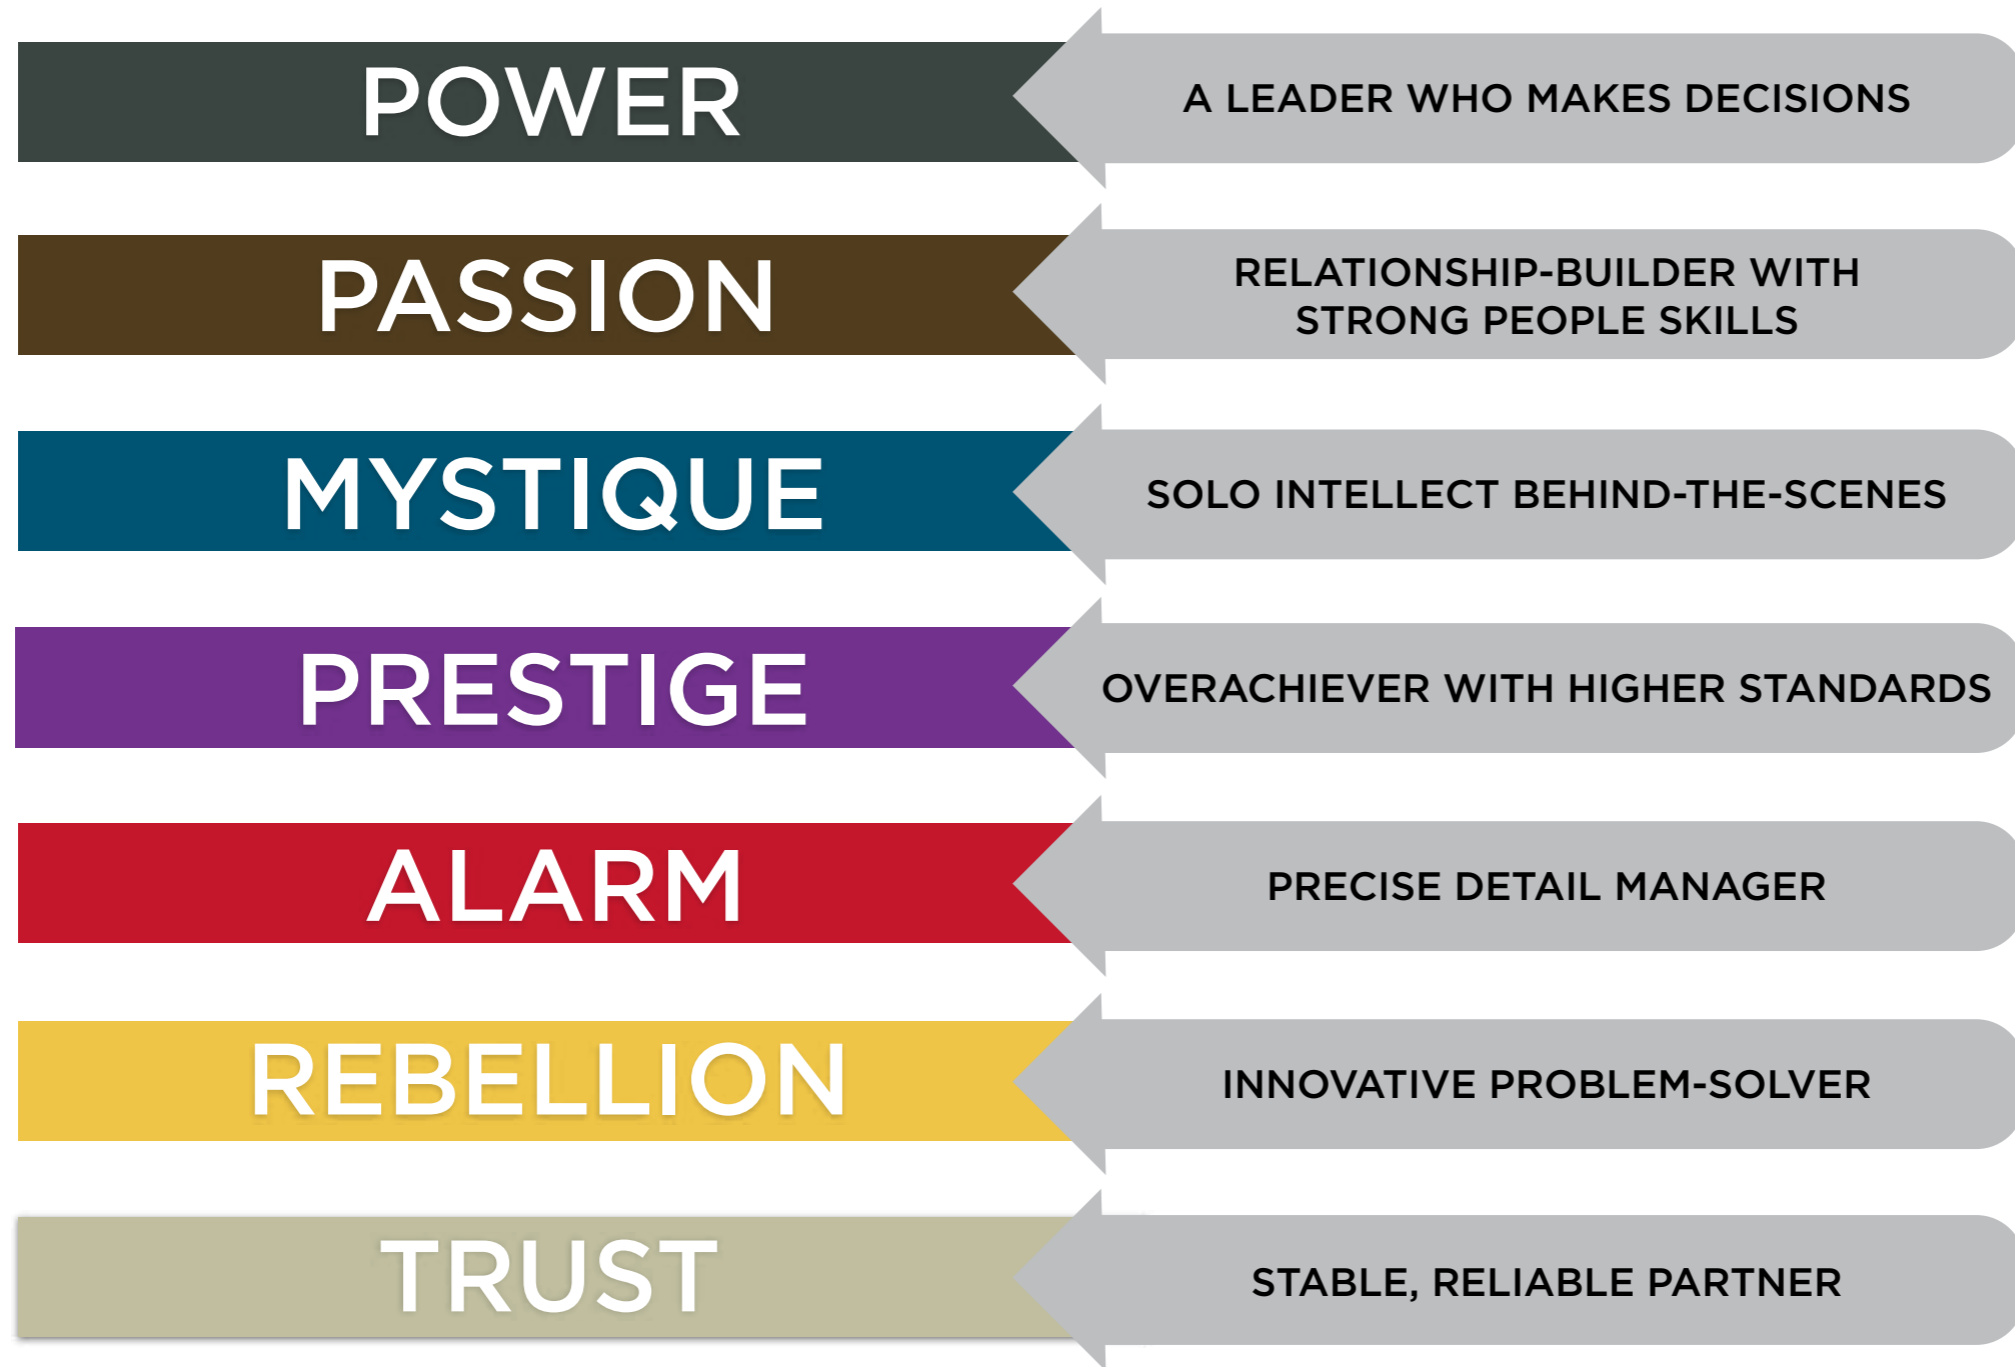 POWER
A LEADER WHO MAKES DECISIONS
PASSION
RELATIONSHIP-BUILDER WITH
STRONG PEOPLE SKILLS
MYSTIQUE
SOLO INTELLECT BEHIND-THE-SCENES
PRESTIGE
OVERACHIEVER WITH HIGHER STANDARDS
ALARM
PRECISE DETAIL MANAGER
REBELLION
INNOVATIVE PROBLEM-SOLVER
TRUST
STABLE, RELIABLE PARTNER